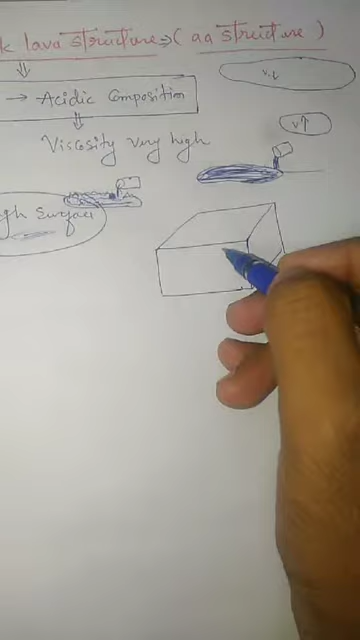 k lava structure ⇒ ( aa structure )
→ Acidic Composition
v↓
v↑
Viscosity very high
gh Surface